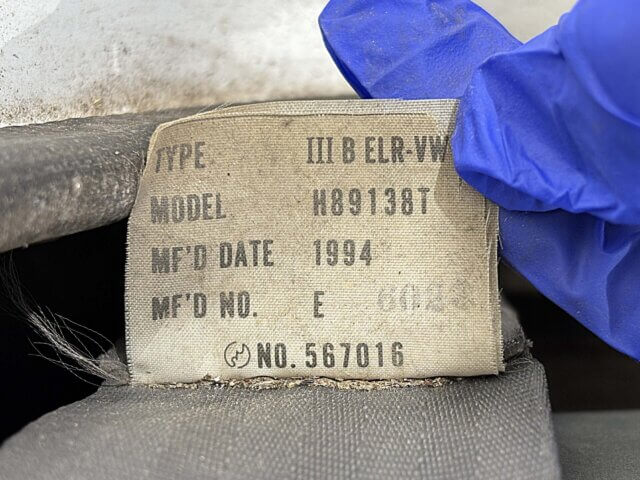 TYPE III B ELR-VW
MODEL H89138T
MF'D DATE 1994
MF'D NO. E
NO. 567016